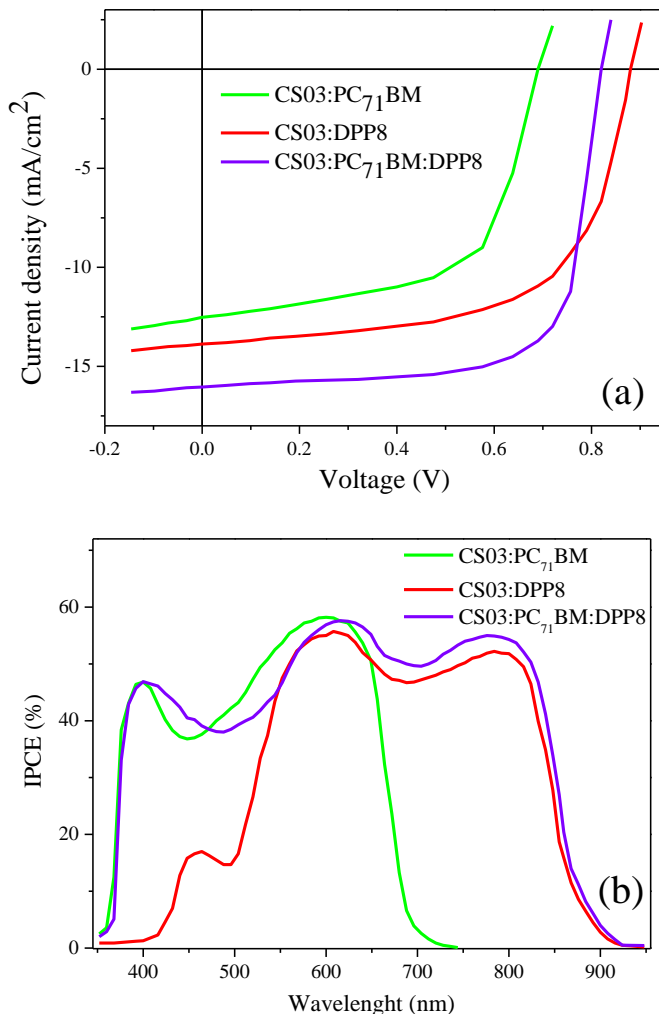 0
-5
-10
-15
Current density (mA/cm²)
CS03:PC₇₁BM
CS03:DPP8
CS03:PC₇₁BM:DPP8
(a)
-0.2 0.0 0.2 0.4 0.6 0.8
Voltage (V)
60
40
20
0
IPCE (%)
CS03:PC₇₁BM
CS03:DPP8
CS03:PC₇₁BM:DPP8
(b)
400 500 600 700 800 900
Wavelenght (nm)